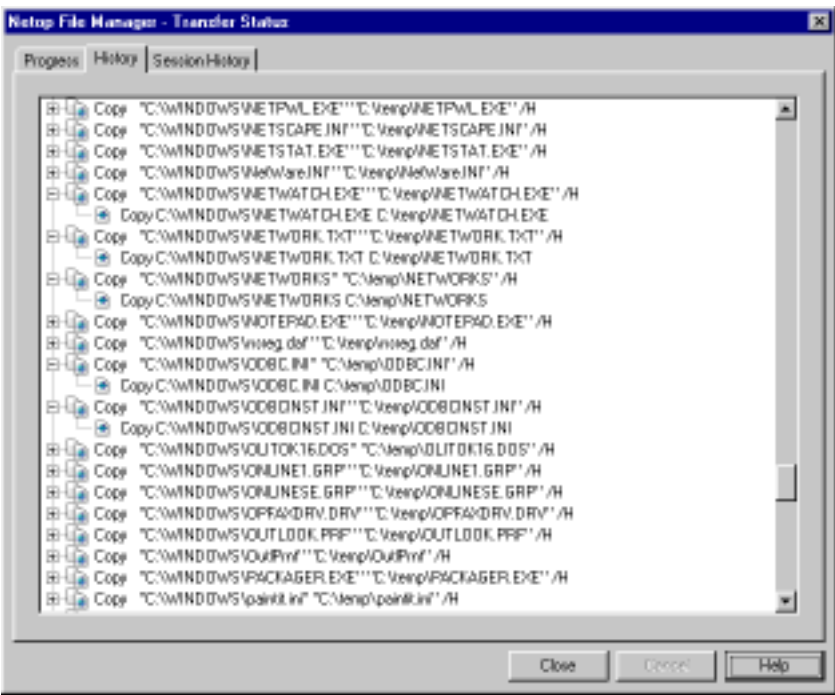 Netop File Manager - Transfer Status
Progress History Session History
Copy "C:\WINDOWS\NETPWL.EXE" "C:\temp\NETPWL.EXE" /H
Copy "C:\WINDOWS\NETSCAPE.INI" "C:\temp\NETSCAPE.INI" /H
Copy "C:\WINDOWS\NETSTAT.EXE" "C:\temp\NETSTAT.EXE" /H
Copy "C:\WINDOWS\NetWare.INI" "C:\temp\NetWare.INI" /H
Copy "C:\WINDOWS\NETWATCH.EXE" "C:\temp\NETWATCH.EXE" /H
Copy C:\WINDOWS\NETWATCH.EXE C:\temp\NETWATCH.EXE
Copy "C:\WINDOWS\NETWORK.TXT" "C:\temp\NETWORK.TXT" /H
Copy C:\WINDOWS\NETWORK.TXT C:\temp\NETWORK.TXT
Copy "C:\WINDOWS\NETWORKS" "C:\temp\NETWORKS" /H
Copy C:\WINDOWS\NETWORKS C:\temp\NETWORKS
Copy "C:\WINDOWS\NOTEPAD.EXE" "C:\temp\NOTEPAD.EXE" /H
Copy "C:\WINDOWS\nsreg.dat" "C:\temp\nsreg.dat" /H
Copy "C:\WINDOWS\ODBC.INI" "C:\temp\ODBC.INI" /H
Copy C:\WINDOWS\ODBC.INI C:\temp\ODBC.INI
Copy "C:\WINDOWS\ODBCINST.INI" "C:\temp\ODBCINST.INI" /H
Copy C:\WINDOWS\ODBCINST.INI C:\temp\ODBCINST.INI
Copy "C:\WINDOWS\OLITOK16.DOS" "C:\temp\OLITOK16.DOS" /H
Copy "C:\WINDOWS\ONLINE1.GRP" "C:\temp\ONLINE1.GRP" /H
Copy "C:\WINDOWS\ONLINESE.GRP" "C:\temp\ONLINESE.GRP" /H
Copy "C:\WINDOWS\OPFAXDRV.DRV" "C:\temp\OPFAXDRV.DRV" /H
Copy "C:\WINDOWS\OUTLOOK.PRF" "C:\temp\OUTLOOK.PRF" /H
Copy "C:\WINDOWS\OutlPrnf" "C:\temp\OutlPrnf" /H
Copy "C:\WINDOWS\PACKAGER.EXE" "C:\temp\PACKAGER.EXE" /H
Copy "C:\WINDOWS\paintit.ini" "C:\temp\paintit.ini" /H
Close Cancel Help